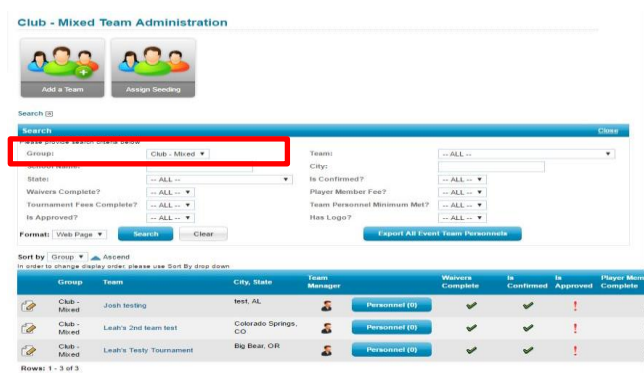 Club - Mixed Team Administration
Add a Team Assign Seeding
Search
Search Close
Please provide search criteria below
Group: Club - Mixed Team: -- ALL --
School Name: City:
State: -- ALL -- Is Confirmed? -- ALL --
Waivers Complete? -- ALL -- Player Member Fee? -- ALL --
Tournament Fees Complete? -- ALL -- Team Personnel Minimum Met? -- ALL --
Is Approved? -- ALL -- Has Logo? -- ALL --
Format: Web Page Search Clear Export All Event Team Personnels
Sort by Group Ascend
In order to change display order, please use Sort By drop down
Group Team City, State Team Manager Waivers Complete Is Confirmed Is Approved Player Mem Complete
Club - Mixed Josh testing test, AL Personnel (0)
Club - Mixed Leah's 2nd team test Colorado Springs, CO Personnel (0)
Club - Mixed Leah's Testy Tournament Big Bear, OR Personnel (0)
Rows: 1 - 3 of 3